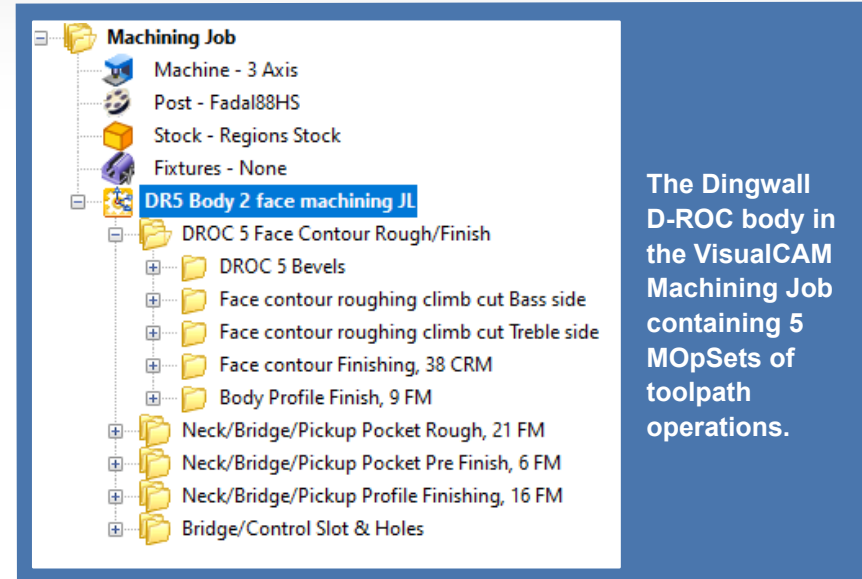 Machining Job
Machine - 3 Axis
Post - Fadal88HS
Stock - Regions Stock
Fixtures - None
DR5 Body 2 face machining JL
DROC 5 Face Contour Rough/Finish
DROC 5 Bevels
Face contour roughing climb cut Bass side
Face contour roughing climb cut Treble side
Face contour Finishing, 38 CRM
Body Profile Finish, 9 FM
Neck/Bridge/Pickup Pocket Rough, 21 FM
Neck/Bridge/Pickup Pocket Pre Finish, 6 FM
Neck/Bridge/Pickup Profile Finishing, 16 FM
Bridge/Control Slot & Holes
The Dingwall
D-ROC body in
the VisualCAM
Machining Job
containing 5
MOpSets of
toolpath
operations.